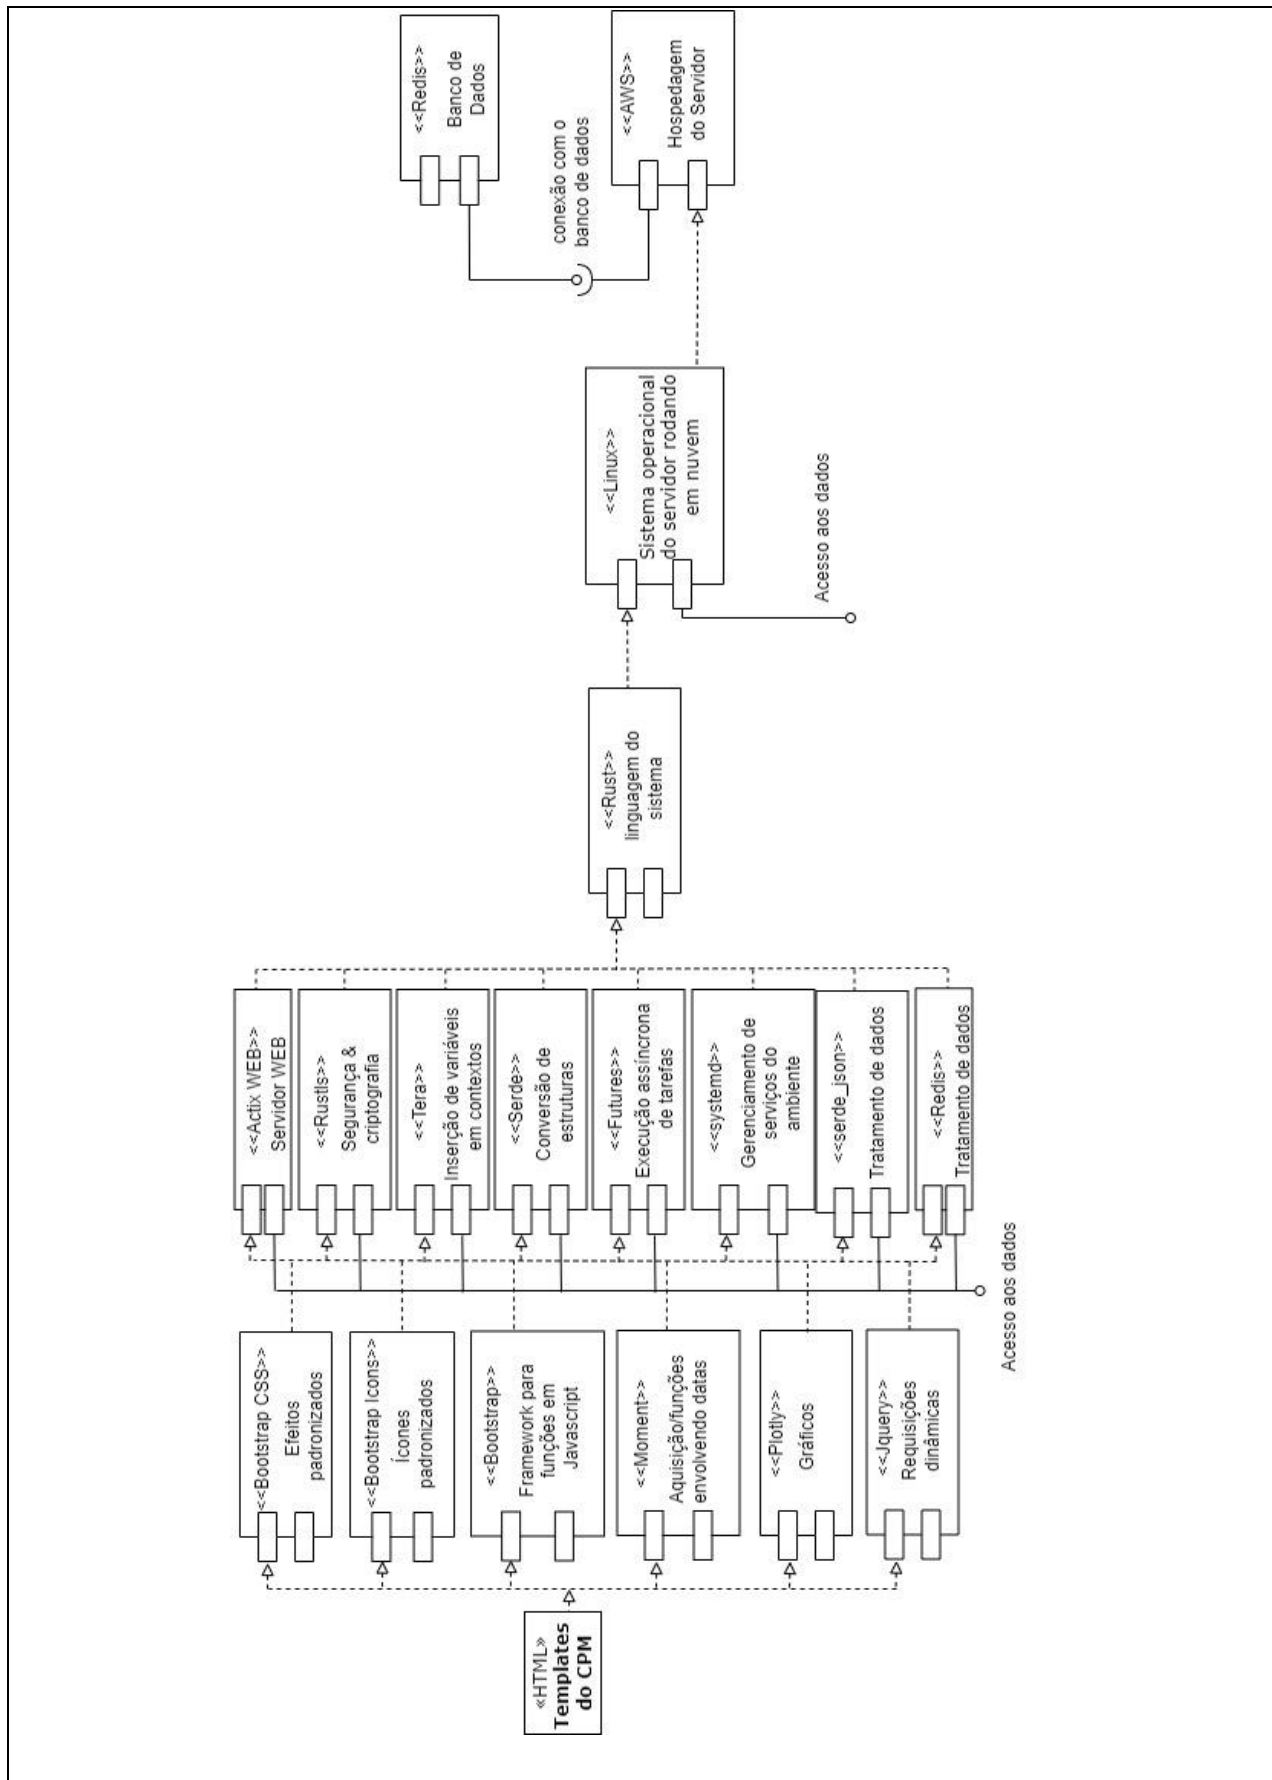 «HTML»
Templates
do CPM
<<Bootstrap CSS>>
Efeitos
padronizados
<<Bootstrap Icons>>
Ícones
padronizados
<<Bootstrap>>
Framework para
funções em
Javascript
<<Moment>>
Aquisição/funções
envolvendo datas
<<Plotly>>
Gráficos
<<Jquery>>
Requisições
dinâmicas
Acesso aos dados
<<Actix WEB>>
Servidor WEB
<<Rustls>>
Segurança &
criptografia
<<Tera>>
Inserção de variáveis
em contextos
<<Serde>>
Conversão de
estruturas
<<Futures>>
Execução assíncrona
de tarefas
<<systemd>>
Gerenciamento de
serviços do
ambiente
<<serde_json>>
Tratamento de dados
<<Redis>>
Tratamento de dados
<<Rust>>
linguagem do
sistema
<<Linux>>
Sistema operacional
do servidor rodando
em nuvem
Acesso aos dados
<<Redis>>
Banco de
Dados
conexão com o
banco de dados
<<AWS>>
Hospedagem
do Servidor